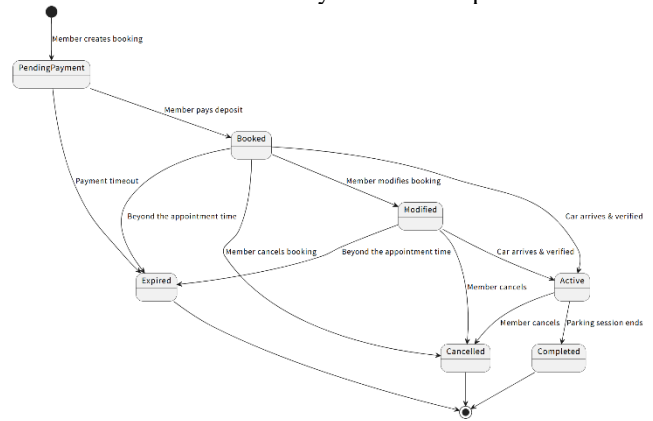 Member creates booking
PendingPayment
Member pays deposit
Booked
Payment timeout
Member modifies booking
Beyond the appointment time
Modified
Car arrives & verified
Member cancels booking
Beyond the appointment time
Car arrives & verified
Expired
Active
Member cancels
Member cancels
Parking session ends
Cancelled
Completed